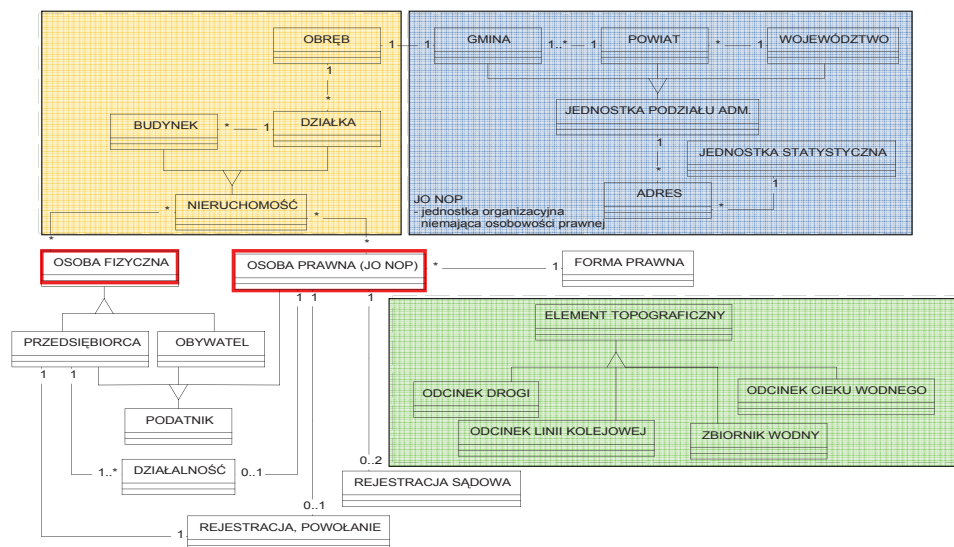 OBRĘB 1 1 GMINA 1..* 1 POWIAT * 1 WOJEWÓDZTWO
1
*
BUDYNEK * 1 DZIAŁKA
JEDNOSTKA PODZIAŁU ADM.
1
JEDNOSTKA STATYSTYCZNA
*
1
NIERUCHOMOŚĆ
* *
ADRES *
JO NOP
- jednostka organizacyjna
niemająca osobowości prawnej
* *
OSOBA FIZYCZNA
OSOBA PRAWNA (JO NOP) * 1 FORMA PRAWNA
1 1 1
ELEMENT TOPOGRAFICZNY
PRZEDSIĘBIORCA
OBYWATEL
1 1
ODCINEK DROGI
ODCINEK CIEKU WODNEGO
PODATNIK
ODCINEK LINII KOLEJOWEJ
ZBIORNIK WODNY
1..* DZIAŁALNOŚĆ 0..1
0..2
REJESTRACJA SĄDOWA
0..1
1 REJESTRACJA, POWOŁANIE